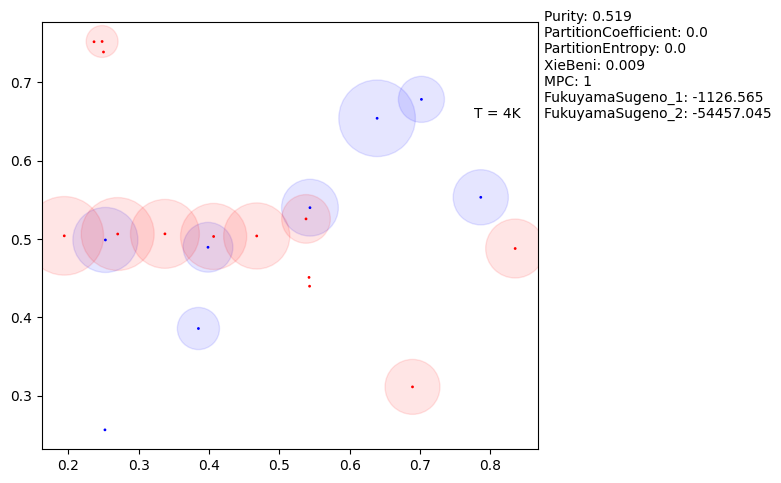 Purity: 0.519
PartitionCoefficient: 0.0
PartitionEntropy: 0.0
XieBeni: 0.009
MPC: 1
FukuyamaSugeno_1: -1126.565
FukuyamaSugeno_2: -54457.045
T = 4K
0.7
0.6
0.5
0.4
0.3
0.2 0.3 0.4 0.5 0.6 0.7 0.8